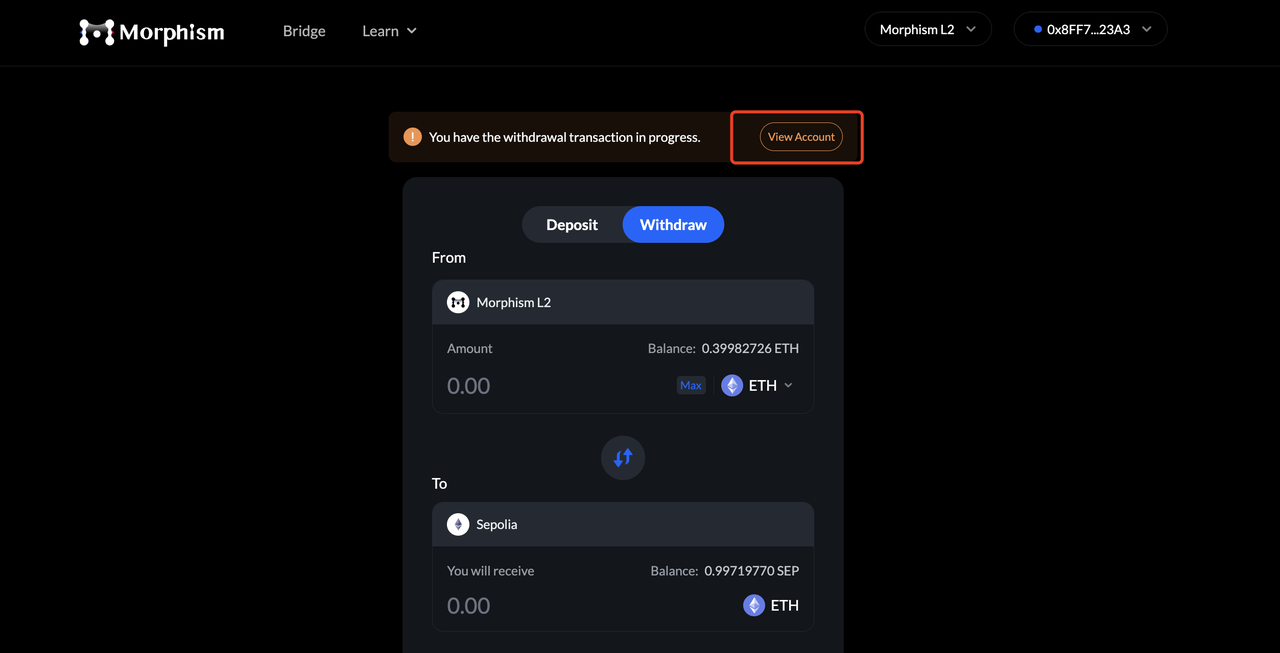 Morphism Bridge Learn Morphism L2 0x8FF7...23A3
! You have the withdrawal transaction in progress. View Account
Deposit Withdraw
From
Morphism L2
Amount Balance: 0.39982726 ETH
0.00 Max ETH
To
Sepolia
You will receive Balance: 0.99719770 SEP
0.00 ETH